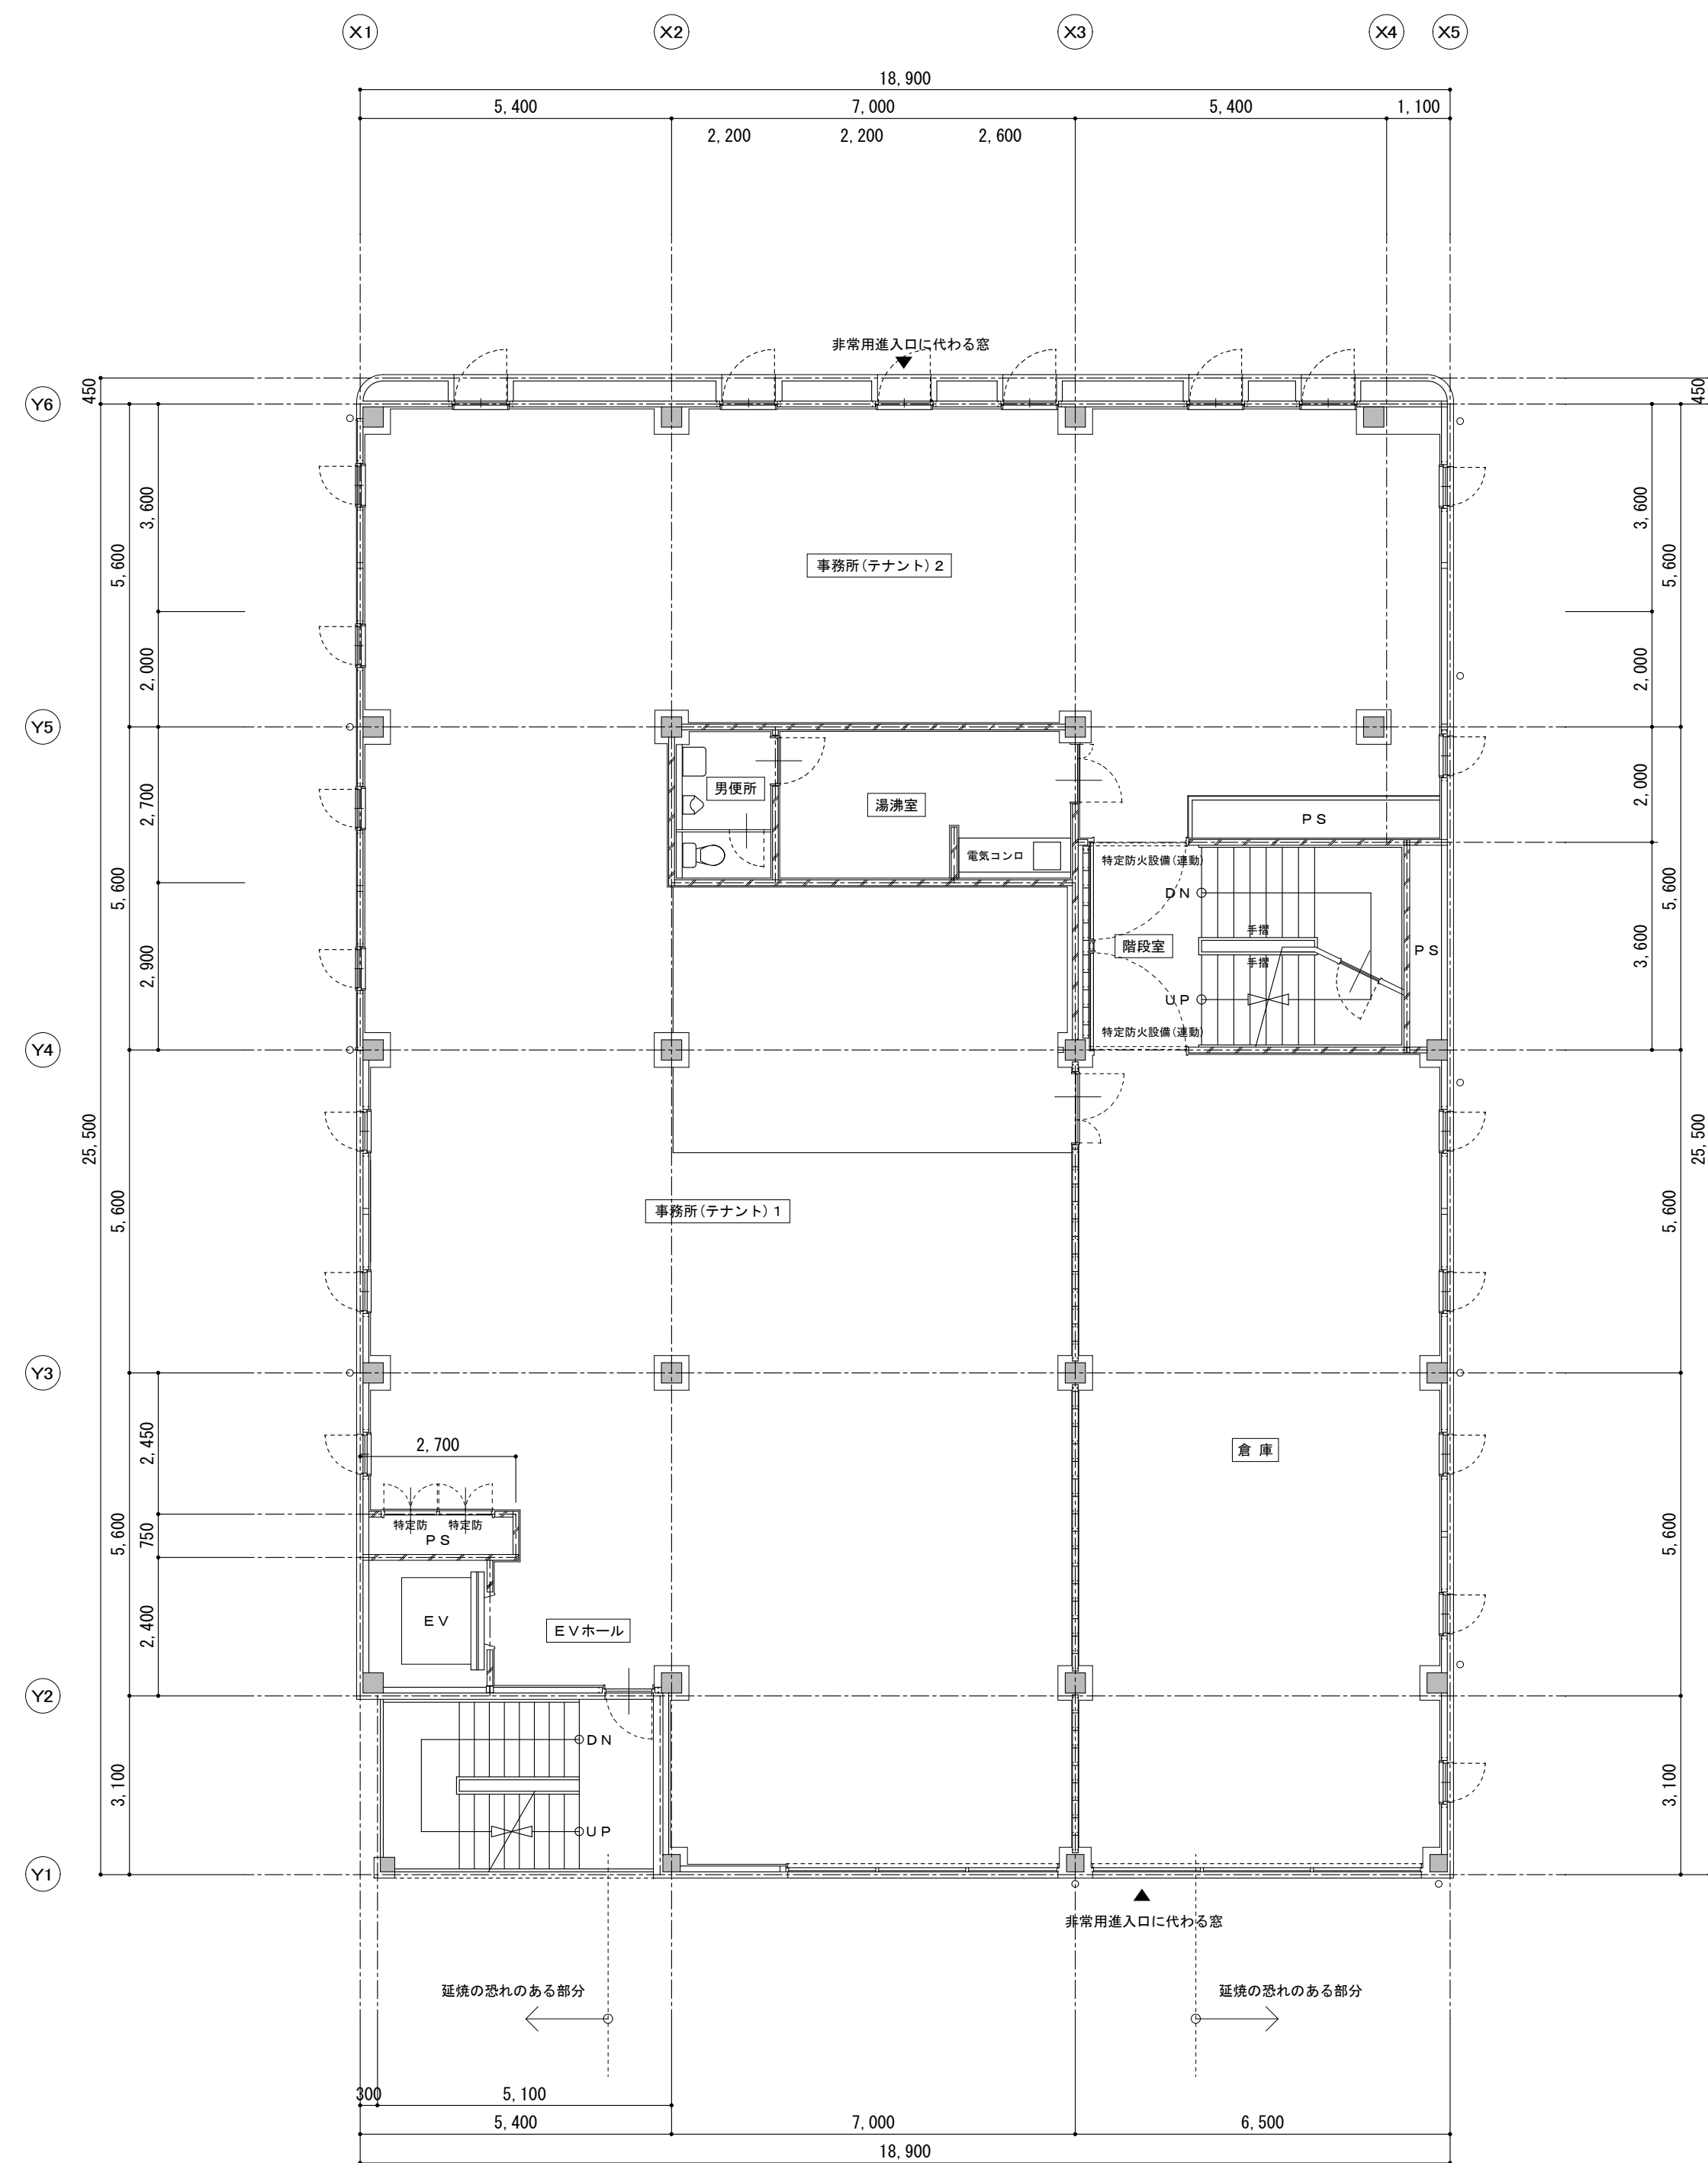 X1
X2
X3
X4
X5
18,900
5,400
7,000
5,400
1,100
2,200
2,200
2,600
非常用進入口に代わる窓
450
450
Y6
3,600
3,600
5,600
5,600
事務所(テナント)2
2,000
2,000
Y5
男便所
湯沸室
2,700
2,000
PS
電気コンロ
特定防火設備(連動)
DN
5,600
5,600
手摺
階段室
PS
手摺
2,900
3,600
UP
特定防火設備(連動)
Y4
25,500
25,500
5,600
5,600
事務所(テナント)1
Y3
2,450
2,700
倉庫
特定防
特定防
PS
750
5,600
5,600
EV
EVホール
2,400
Y2
DN
3,100
3,100
UP
Y1
非常用進入口に代わる窓
延焼の恐れのある部分
延焼の恐れのある部分
300
5,100
5,400
7,000
6,500
18,900